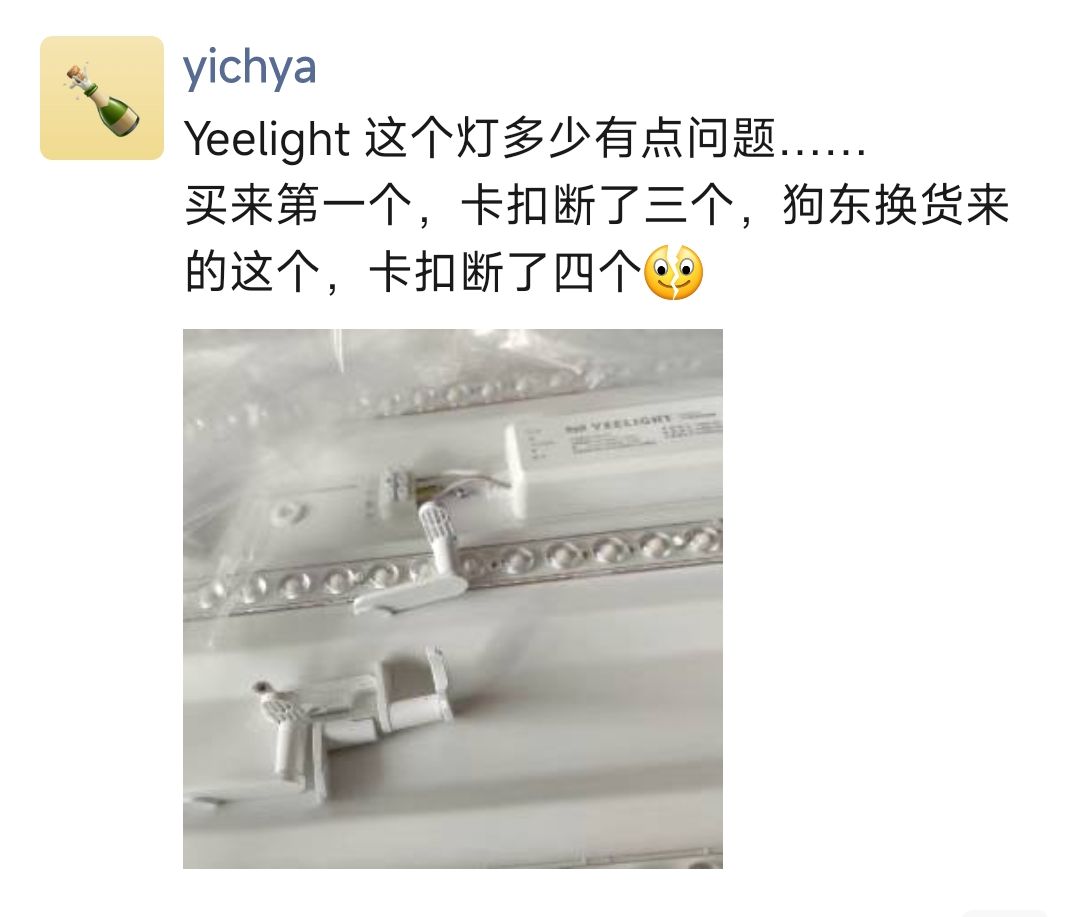 yichya
Yeelight 这个灯多少有点问题……
买来第一个，卡扣断了三个，狗东换货来
的这个，卡扣断了四个
YEELIGHT